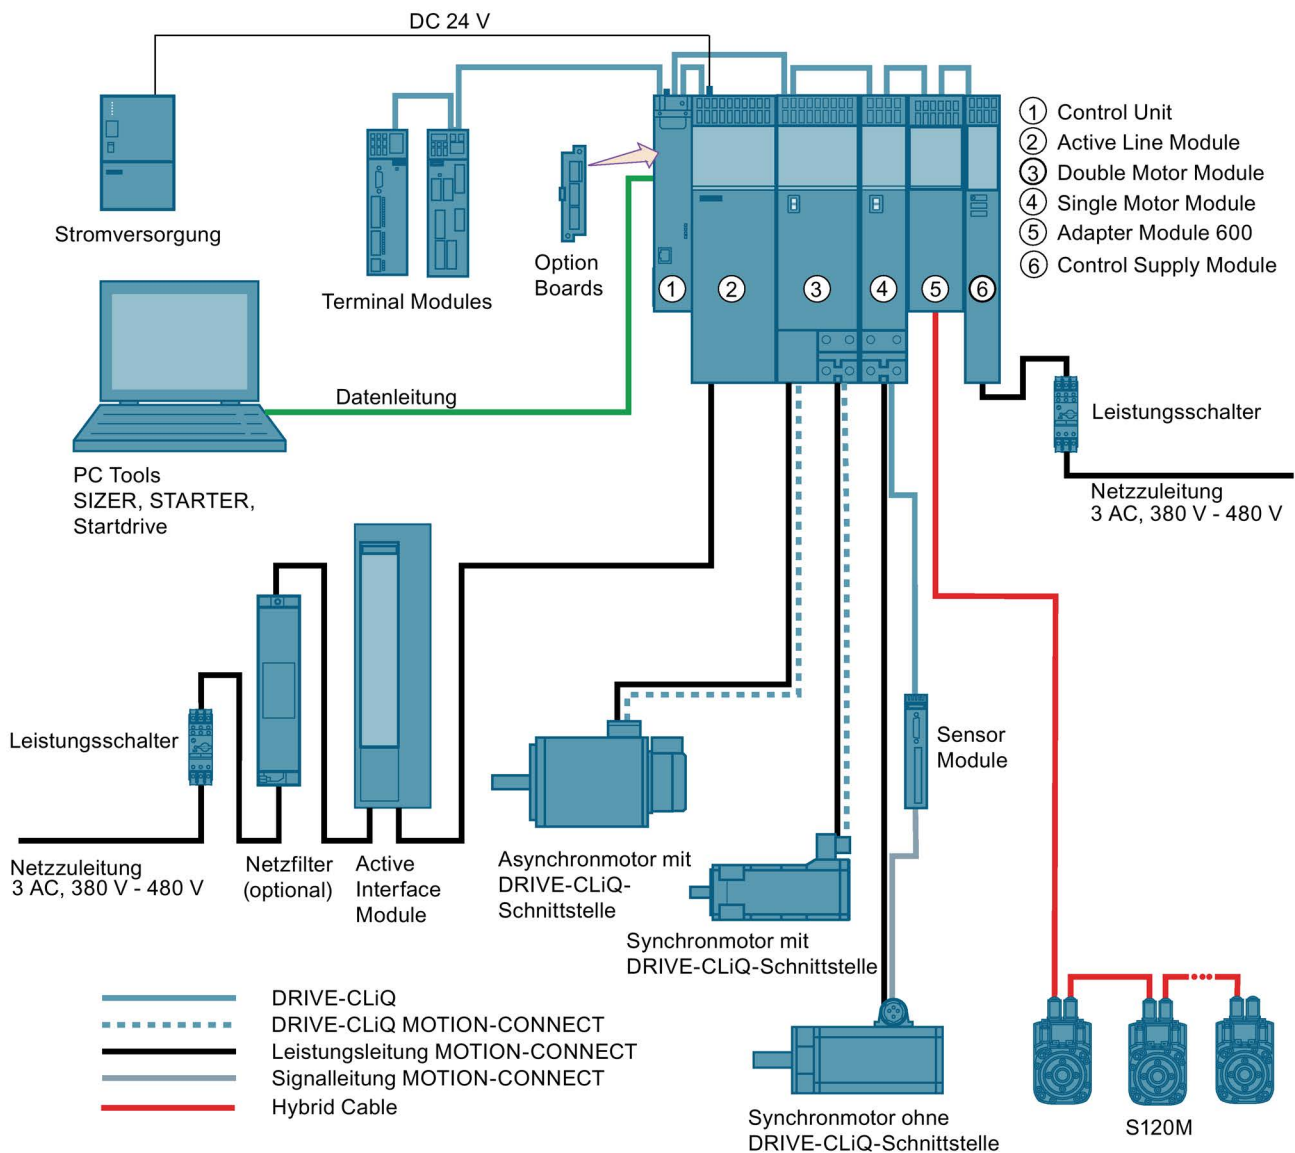 DC 24 V
① Control Unit
② Active Line Module
③ Double Motor Module
④ Single Motor Module
⑤ Adapter Module 600
⑥ Control Supply Module
Stromversorgung
Terminal Modules
Option
Boards
1 2 3 4 5 6
Datenleitung
Leistungsschalter
PC Tools
SIZER, STARTER,
Startdrive
Netzzuleitung
3 AC, 380 V - 480 V
Leistungsschalter
Sensor
Module
Netzzuleitung
3 AC, 380 V - 480 V
Netzfilter
(optional)
Active
Interface
Module
Asynchronmotor mit
DRIVE-CLiQ-
Schnittstelle
Synchronmotor mit
DRIVE-CLiQ-Schnittstelle
DRIVE-CLiQ
DRIVE-CLiQ MOTION-CONNECT
Leistungsleitung MOTION-CONNECT
Signalleitung MOTION-CONNECT
Hybrid Cable
Synchronmotor ohne
DRIVE-CLiQ-Schnittstelle
S120M